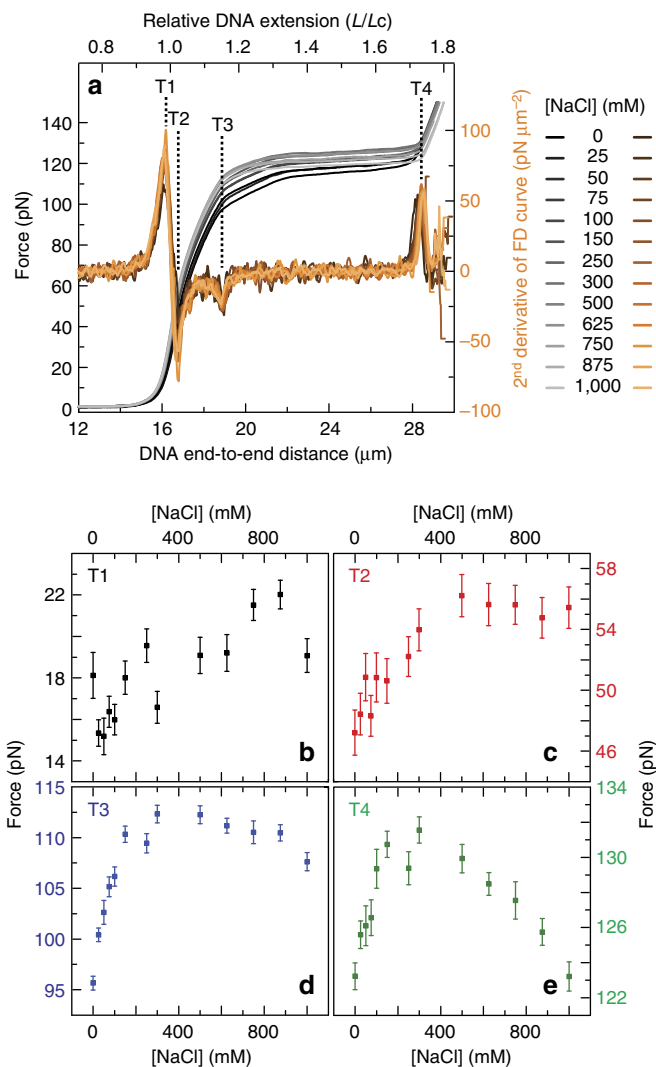 Relative DNA extension (L/Lc)
0.8 1 1.2 1.4 1.6 1.8
a
T1
T2
T3
T4
140
120
100
80
60
40
20
0
Force (pN)
100
50
0
−50
−100
2nd derivative of FD curve (pN μm−2)
12 16 20 24 28
DNA end-to-end distance (μm)
[NaCl] (mM)
0
25
50
75
100
150
250
300
500
625
750
875
1,000
[NaCl] (mM)
0 400 800
[NaCl] (mM)
0 400 800
T1
22
18
14
b
T2
58
54
50
46
c
Force (pN)
Force (pN)
T3
115
110
105
100
95
d
0 400 800
[NaCl] (mM)
T4
134
130
126
122
e
0 400 800
[NaCl] (mM)